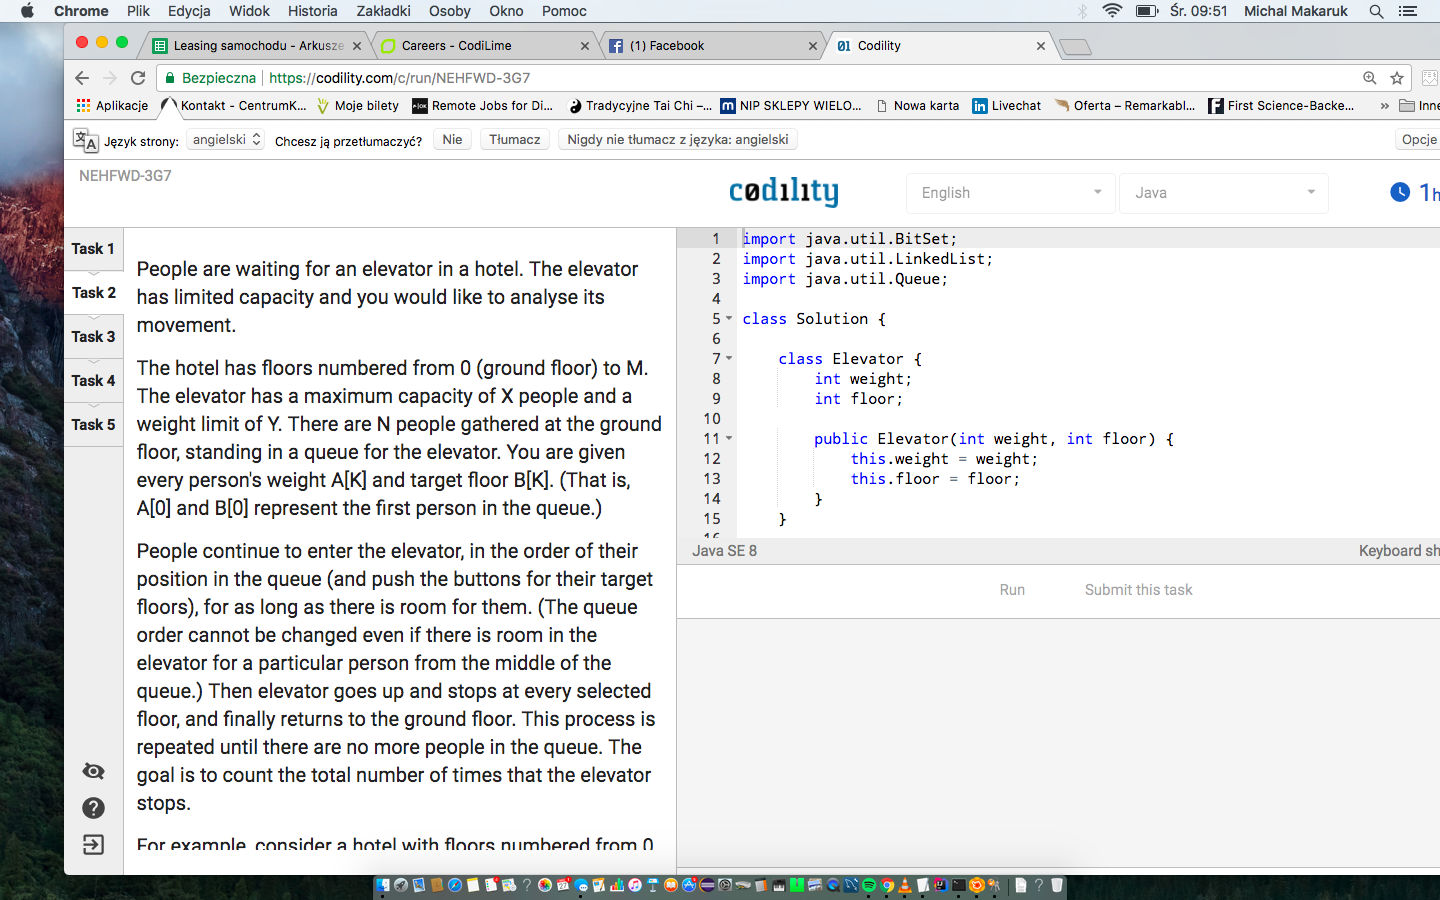 Chrome Plik Edycja Widok Historia Zakładki Osoby Okno Pomoc Śr. 09:51 Michal Makaruk
Leasing samochodu - Arkusze Careers - CodiLime (1) Facebook Codility
Bezpieczna https://codility.com/c/run/NEHFWD-3G7
Aplikacje Kontakt - CentrumK... Moje bilety Remote Jobs for Di... Tradycyjne Tai Chi –... NIP SKLEPY WIELO... Nowa karta Livechat Oferta – Remarkabl... First Science-Backe... » Inne
Język strony: angielski Chcesz ją przetłumaczyć? Nie Tłumacz Nigdy nie tłumacz z języka: angielski Opcje
NEHFWD-3G7
codility English Java 1h
Task 1
Task 2
Task 3
Task 4
Task 5
People are waiting for an elevator in a hotel. The elevator
has limited capacity and you would like to analyse its
movement.
The hotel has floors numbered from 0 (ground floor) to M.
The elevator has a maximum capacity of X people and a
weight limit of Y. There are N people gathered at the ground
floor, standing in a queue for the elevator. You are given
every person's weight A[K] and target floor B[K]. (That is,
A[0] and B[0] represent the first person in the queue.)
People continue to enter the elevator, in the order of their
position in the queue (and push the buttons for their target
floors), for as long as there is room for them. (The queue
order cannot be changed even if there is room in the
elevator for a particular person from the middle of the
queue.) Then elevator goes up and stops at every selected
floor, and finally returns to the ground floor. This process is
repeated until there are no more people in the queue. The
goal is to count the total number of times that the elevator
stops.
For example, consider a hotel with floors numbered from 0
1 import java.util.BitSet;
2 import java.util.LinkedList;
3 import java.util.Queue;
4
5 class Solution {
6
7 class Elevator {
8 int weight;
9 int floor;
10
11 public Elevator(int weight, int floor) {
12 this.weight = weight;
13 this.floor = floor;
14 }
15 }
16
Java SE 8 Keyboard sh
Run Submit this task